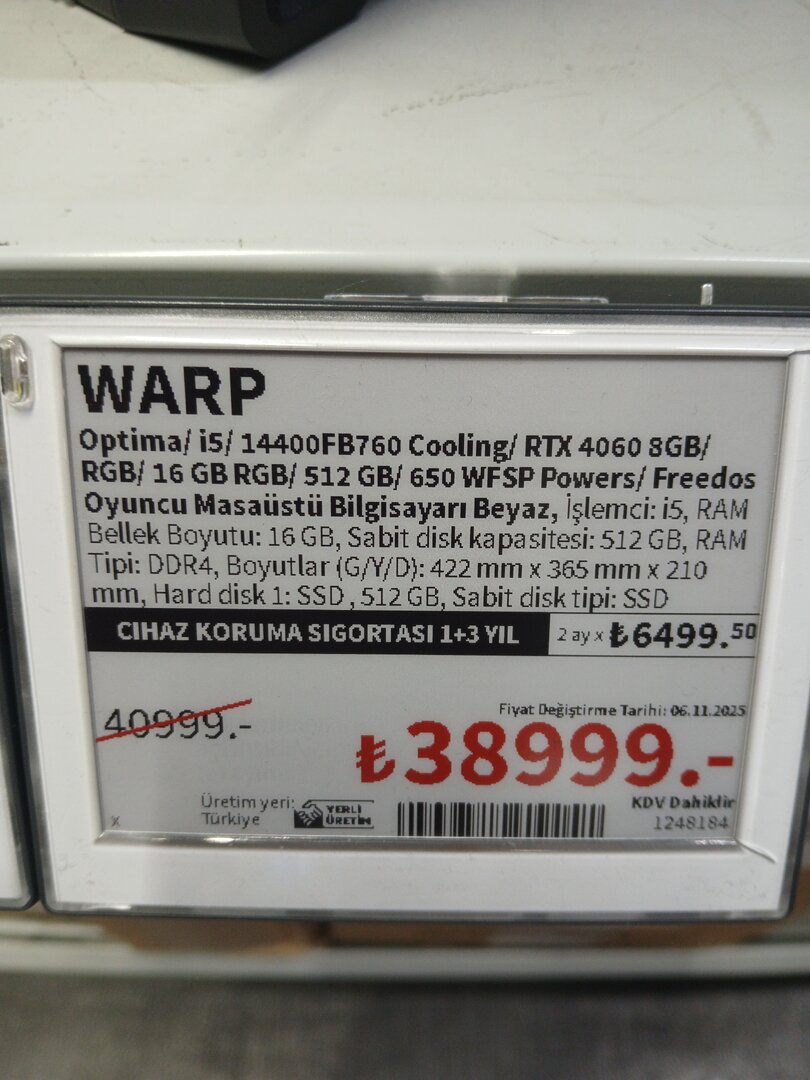 WARP
Optima/ i5/ 14400FB760 Cooling/ RTX 4060 8GB/
RGB/ 16 GB RGB/ 512 GB/ 650 WFSP Powers/ Freedos
Oyuncu Masaüstü Bilgisayarı Beyaz, İşlemci: i5, RAM
Bellek Boyutu: 16 GB, Sabit disk kapasitesi: 512 GB, RAM
Tipi: DDR4, Boyutlar (G/Y/D): 422 mm x 365 mm x 210
mm, Hard disk 1: SSD , 512 GB, Sabit disk tipi: SSD
CIHAZ KORUMA SIGORTASI 1+3 YIL 2 ay x ₺6499.50
Fiyat Değiştirme Tarihi: 06.11.2025
40999.-
₺38999.-
Üretim yeri: YERLİ KDV Dahildir
Türkiye ÜRETİM 1248184
x